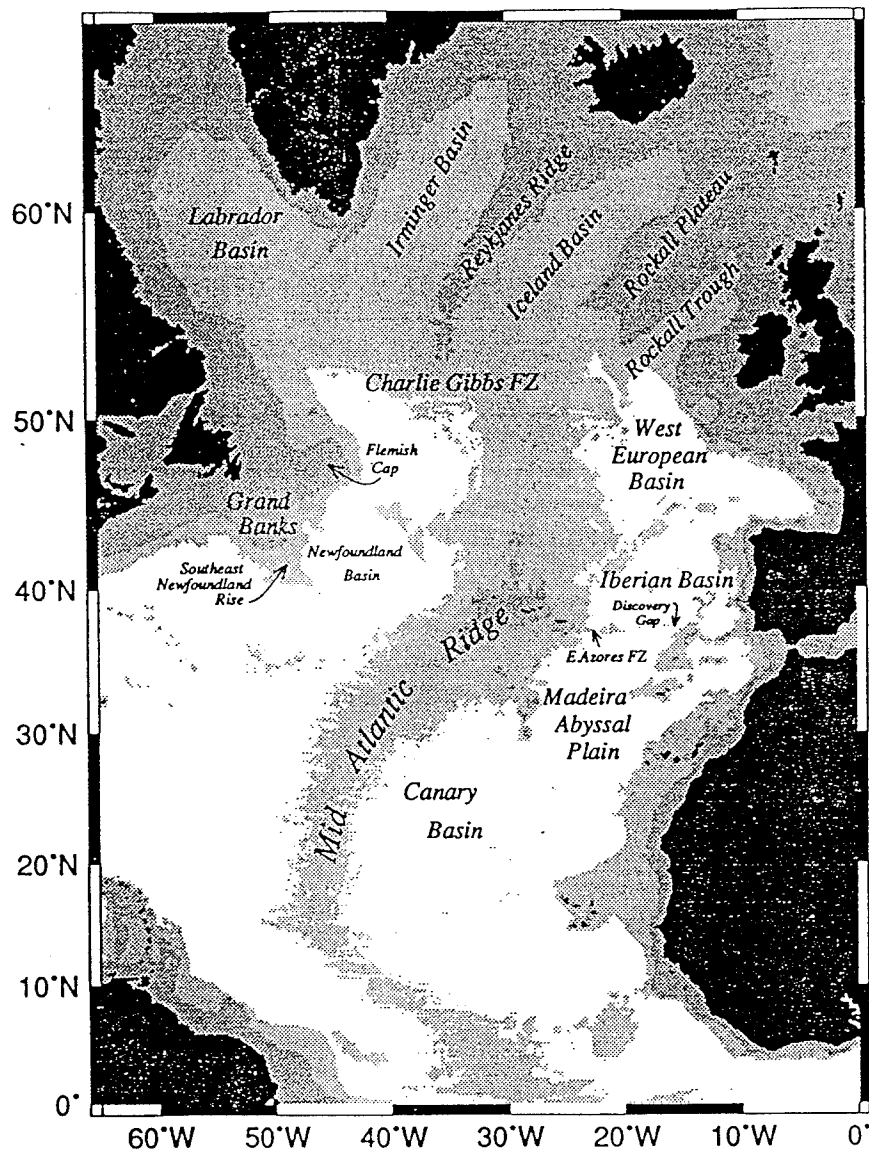 60°N
50°N
40°N
30°N
20°N
10°N
0°
Labrador
Basin
Irminger Basin
Reykjanes Ridge
Iceland Basin
Rockall Plateau
Rockall Trough
Charlie Gibbs FZ
Flemish
Cap
West
European
Basin
Grand
Banks
Southeast
Newfoundland
Rise
Newfoundland
Basin
Iberian Basin
Discovery
Gap
E Azores FZ
Mid Atlantic Ridge
Madeira
Abyssal
Plain
Canary
Basin
60°W
50°W
40°W
30°W
20°W
10°W
0°